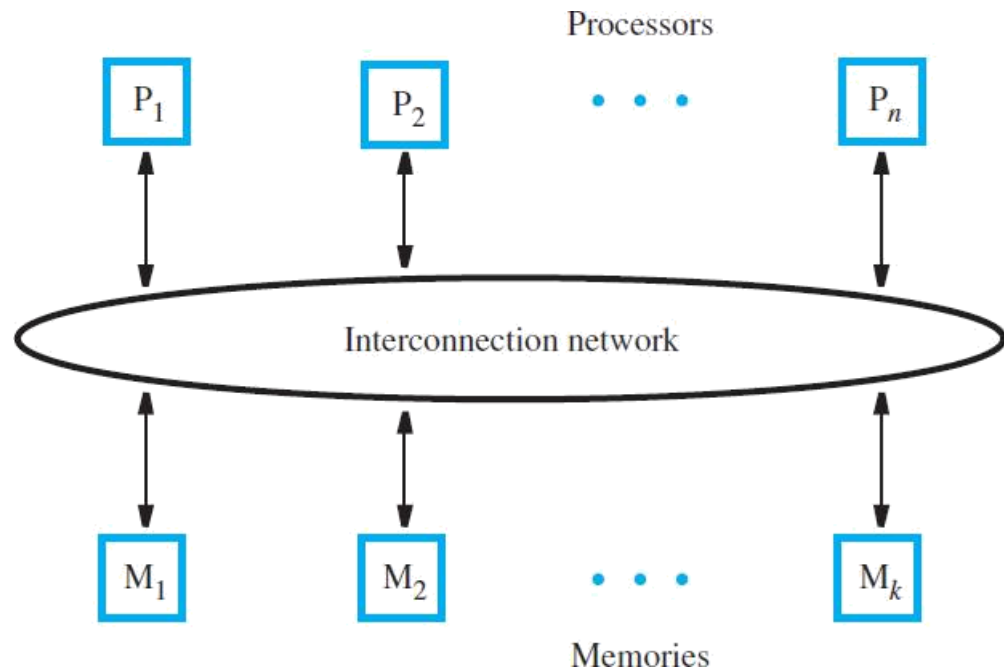 Processors
P1 P2 Pn
Interconnection network
M1 M2 Mk
Memories